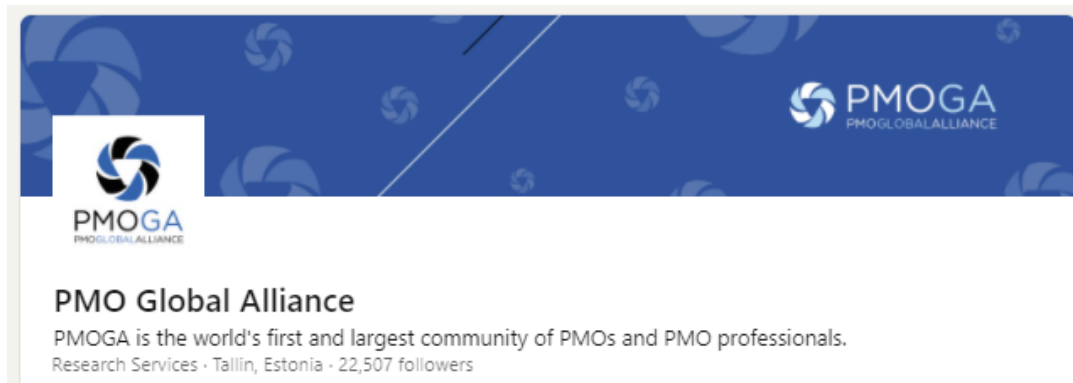 PMOGA
PMOGLOBALALLIANCE
PMOGA
PMOGLOBALALLIANCE
PMO Global Alliance
PMOGA is the world's first and largest community of PMOs and PMO professionals.
Research Services · Tallin, Estonia · 22,507 followers